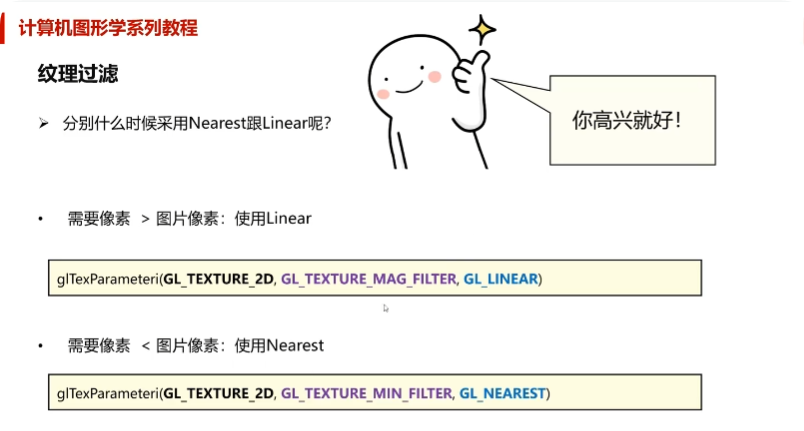 计算机图形学系列教程
纹理过滤
➢ 分别什么时候采用Nearest跟Linear呢?
你高兴就好!
• 需要像素 > 图片像素：使用Linear
glTexParameteri(GL_TEXTURE_2D, GL_TEXTURE_MAG_FILTER, GL_LINEAR)
• 需要像素 < 图片像素：使用Nearest
glTexParameteri(GL_TEXTURE_2D, GL_TEXTURE_MIN_FILTER, GL_NEAREST)